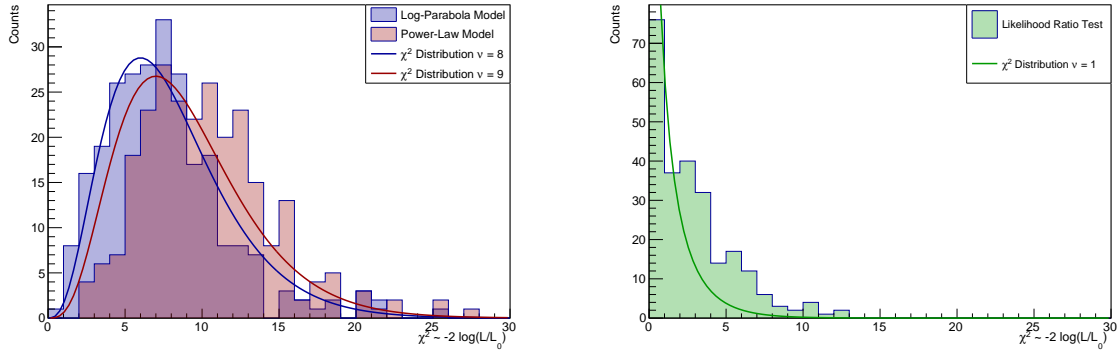 Counts
30
25
20
15
10
5
0
0 5 10 15 20 25 30
χ² ~ -2 log(L/L₀)
Log-Parabola Model
Power-Law Model
χ² Distribution ν = 8
χ² Distribution ν = 9
Counts
70
60
50
40
30
20
10
0
0 5 10 15 20 25 30
χ² ~ -2 log(L/L₀)
Likelihood Ratio Test
χ² Distribution ν = 1